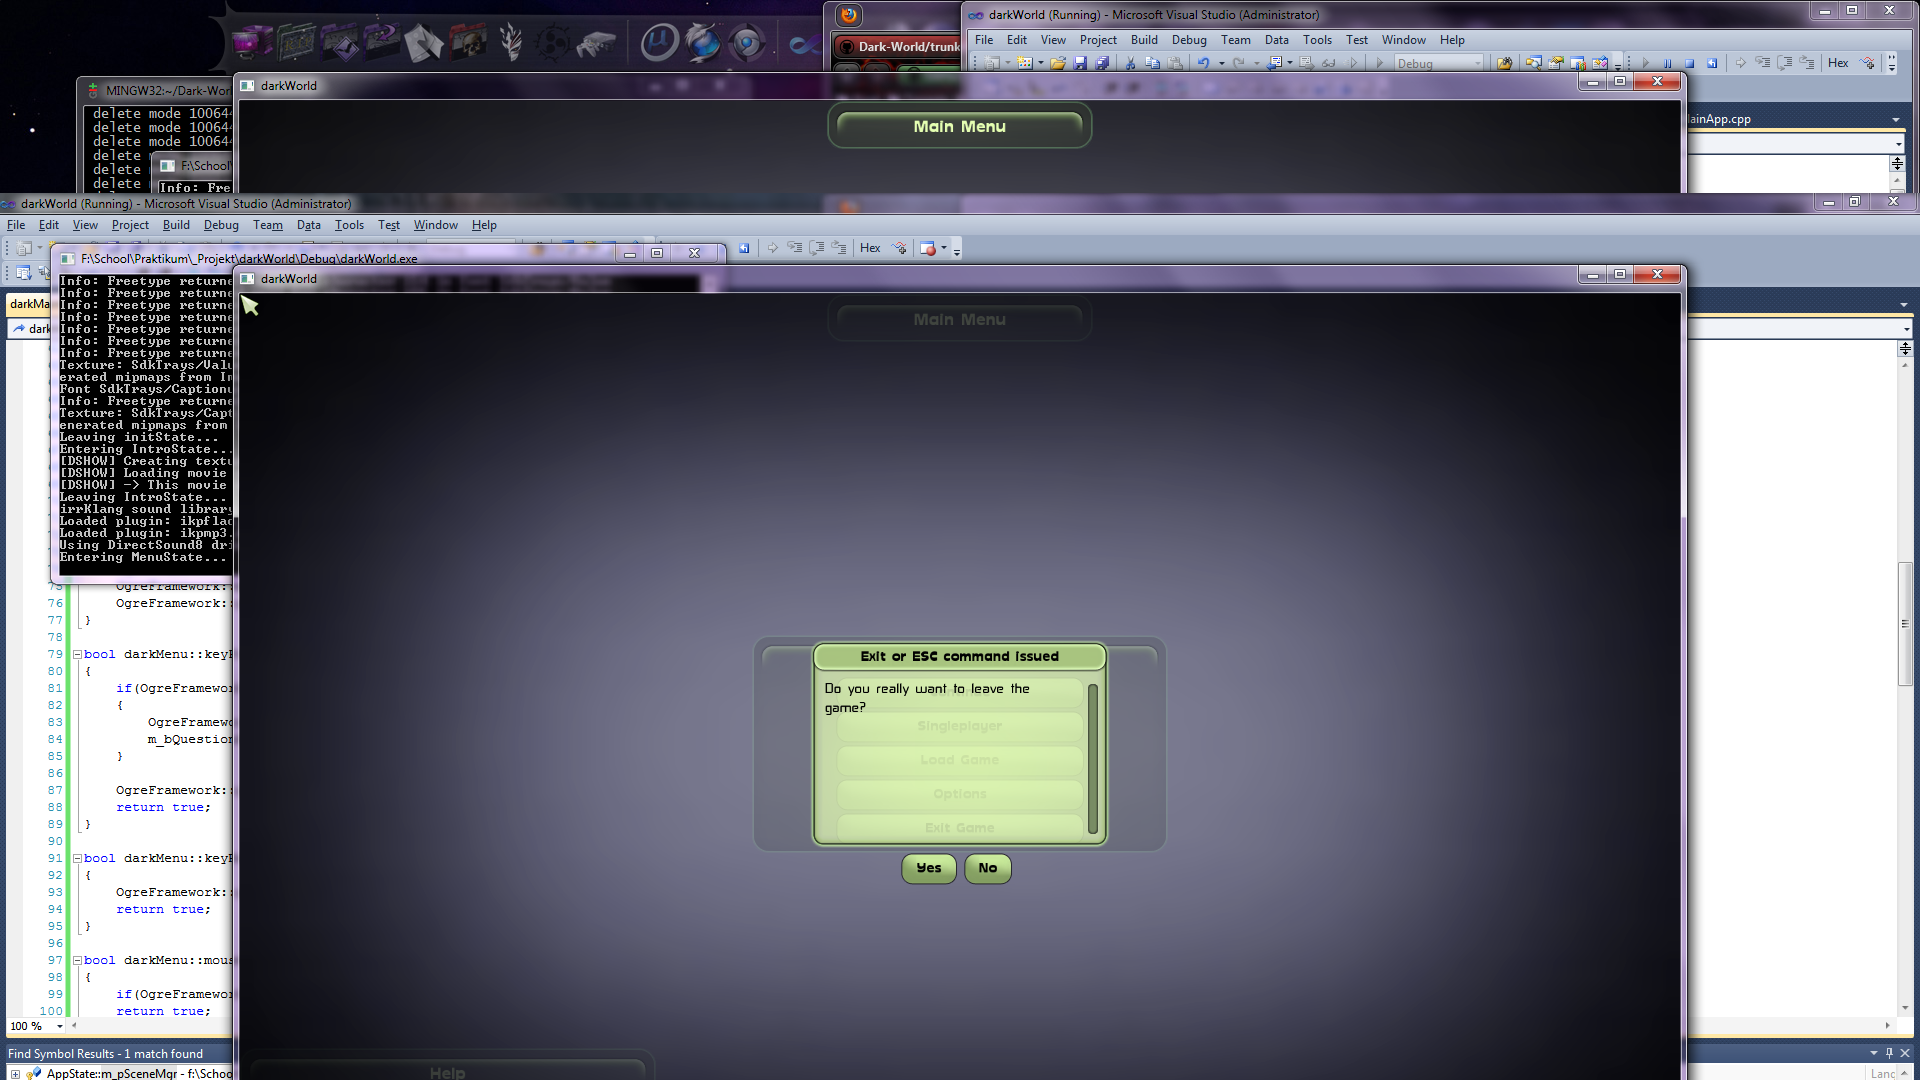 darkWorld (Running) - Microsoft Visual Studio (Administrator)
Dark-World/trunk
File Edit View Project Build Debug Team Data Tools Test Window Help
Debug
Hex
MINGW32:~/Dark-Worl
darkWorld
delete mode 10064
delete mode 10064
delete mode 10064
delete
delete
delete
F:\School
Info: Fre
Main Menu
ainApp.cpp
darkWorld (Running) - Microsoft Visual Studio (Administrator)
File Edit View Project Build Debug Team Data Tools Test Window Help
Hex
F:\School\Praktikum\_Projekt\darkWorld\Debug\darkWorld.exe
darkWorld
darkMa
dark
Info: Freetype returne
Info: Freetype returne
Info: Freetype returne
Info: Freetype returne
Info: Freetype returne
Info: Freetype returne
Info: Freetype returne
Texture: SdkTrays/Valu
erated mipmaps from Im
Font SdkTrays/Caption
Info: Freetype returne
Texture: SdkTrays/Capt
enerated mipmaps from
Leaving initState...
Entering IntroState...
[DSHOW] Creating textu
[DSHOW] Loading movie
[DSHOW] -> This movie
Leaving IntroState...
irrKlang sound library
Loaded plugin: ikpflac
Loaded plugin: ikpmp3.
Using DirectSound8 dri
Entering MenuState...
Main Menu
Exit or ESC command issued
Do you really want to leave the
game?
Singleplayer
Load Game
Options
Exit Game
Yes No
75 OgreFramework:
76 OgreFramework::
77 }
78
79 bool darkMenu::keyP
80 {
81 if(OgreFramewor
82 {
83 OgreFramewo
84 m_bQuestion
85 }
86
87 OgreFramework::
88 return true;
89 }
90
91 bool darkMenu::keyR
92 {
93 OgreFramework::
94 return true;
95 }
96
97 bool darkMenu::mous
98 {
99 if(OgreFramewor
100 return true;
100 %
Find Symbol Results - 1 match found
AppState::m_pSceneMgr - f:\Schoo
Help
Lanc